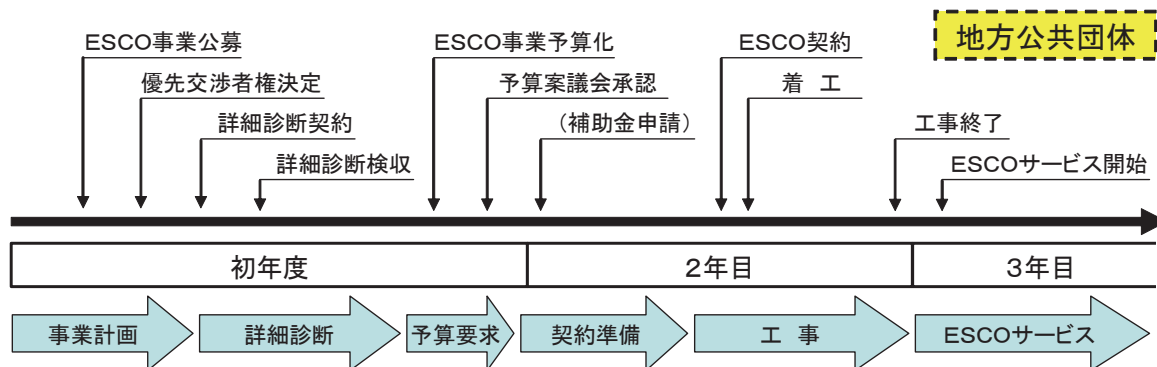 地方公共団体
ESCO事業公募
優先交渉者権決定
詳細診断契約
詳細診断検収
ESCO事業予算化
予算案議会承認
(補助金申請)
ESCO契約
着 工
工事終了
ESCOサービス開始
初年度
2年目
3年目
事業計画
詳細診断
予算要求
契約準備
工 事
ESCOサービス